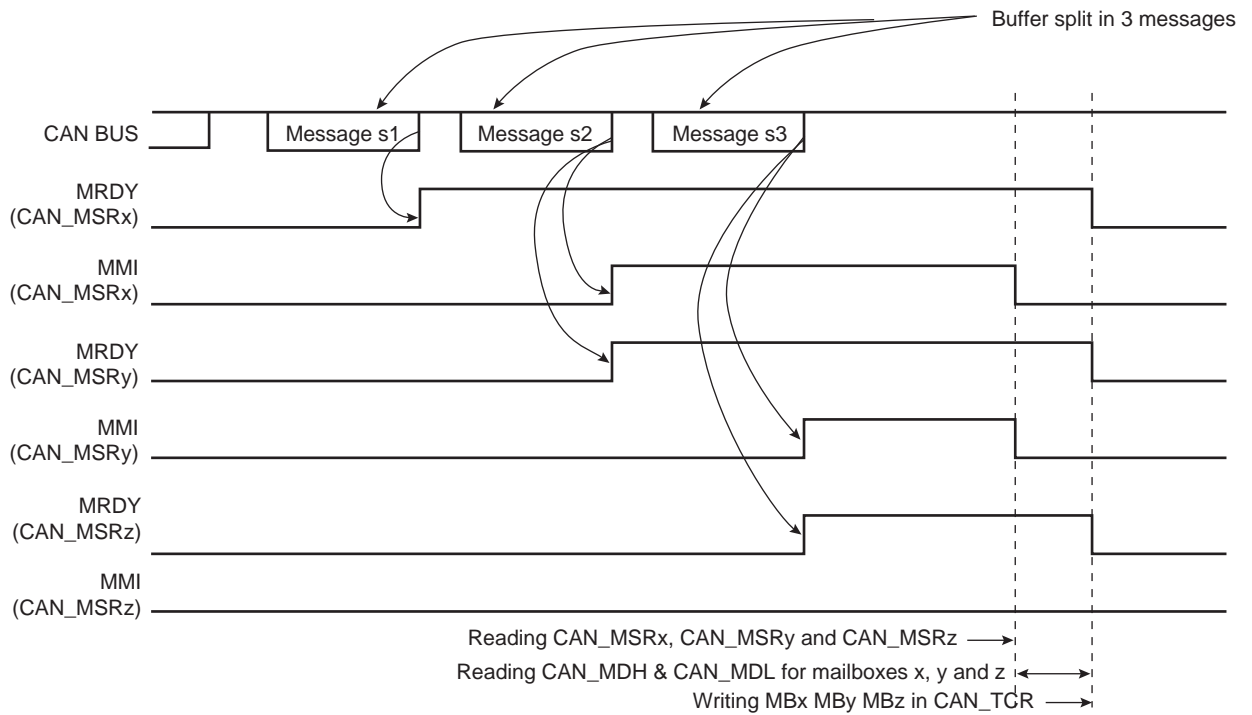 Buffer split in 3 messages
CAN BUS
Message s1
Message s2
Message s3
MRDY
(CAN_MSRx)
MMI
(CAN_MSRx)
MRDY
(CAN_MSRy)
MMI
(CAN_MSRy)
MRDY
(CAN_MSRz)
MMI
(CAN_MSRz)
Reading CAN_MSRx, CAN_MSRy and CAN_MSRz
Reading CAN_MDH & CAN_MDL for mailboxes x, y and z
Writing MBx MBy MBz in CAN_TCR